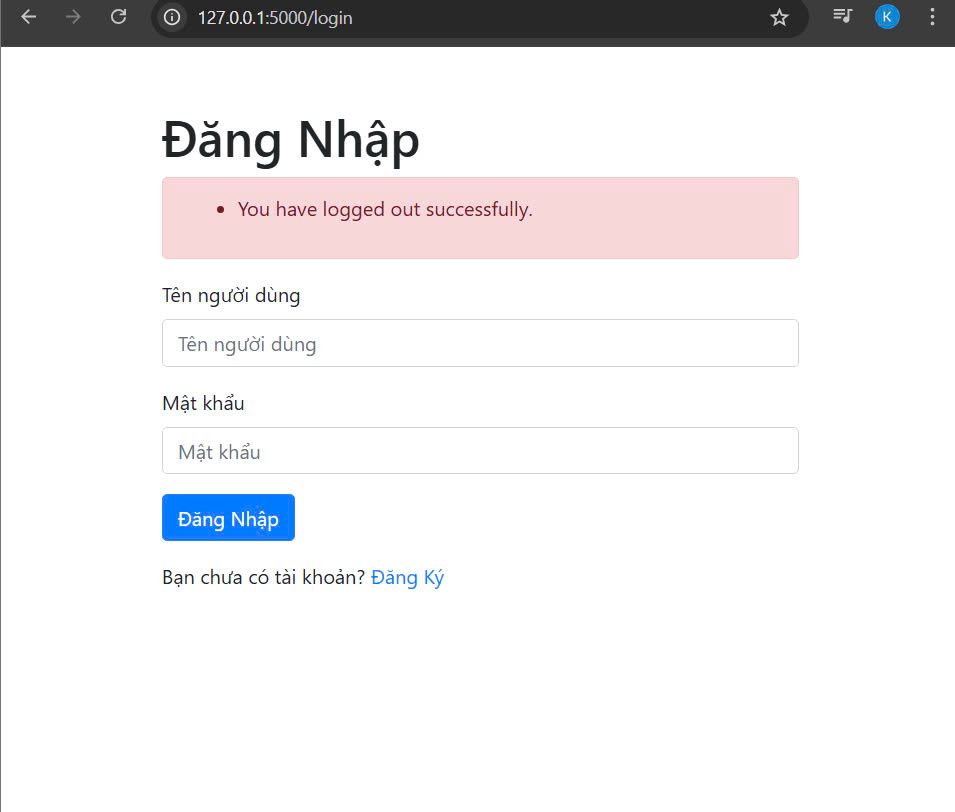 127.0.0.1:5000/login
K
Đăng Nhập
You have logged out successfully.
Tên người dùng
Tên người dùng
Mật khẩu
Mật khẩu
Đăng Nhập
Bạn chưa có tài khoản? Đăng Ký